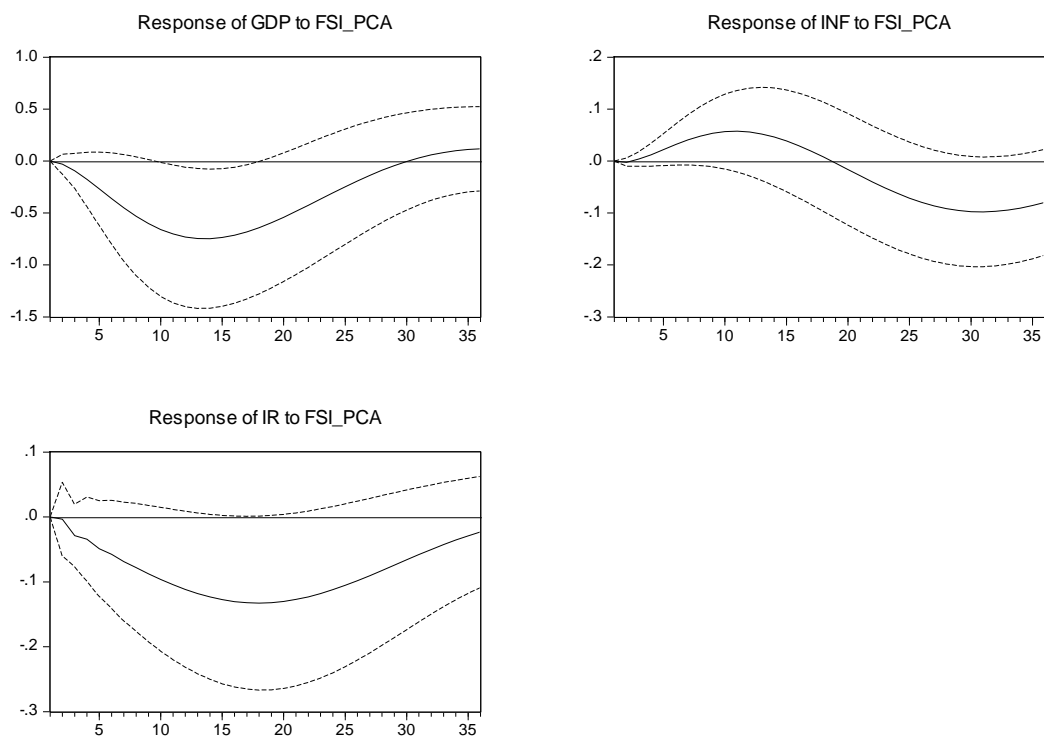 Response of GDP to FSI_PCA
1.0
0.5
0.0
-0.5
-1.0
-1.5
5 10 15 20 25 30 35
Response of INF to FSI_PCA
.2
.1
.0
-.1
-.2
-.3
5 10 15 20 25 30 35
Response of IR to FSI_PCA
.1
.0
-.1
-.2
-.3
5 10 15 20 25 30 35